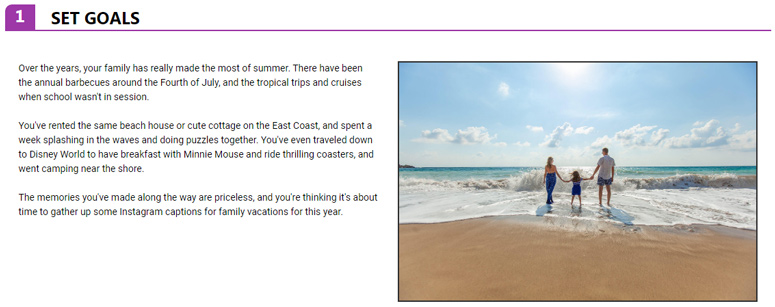 1 SET GOALS
Over the years, your family has really made the most of summer. There have been
the annual barbecues around the Fourth of July, and the tropical trips and cruises
when school wasn't in session.
You've rented the same beach house or cute cottage on the East Coast, and spent a
week splashing in the waves and doing puzzles together. You've even traveled down
to Disney World to have breakfast with Minnie Mouse and ride thrilling coasters, and
went camping near the shore.
The memories you've made along the way are priceless, and you're thinking it's about
time to gather up some Instagram captions for family vacations for this year.